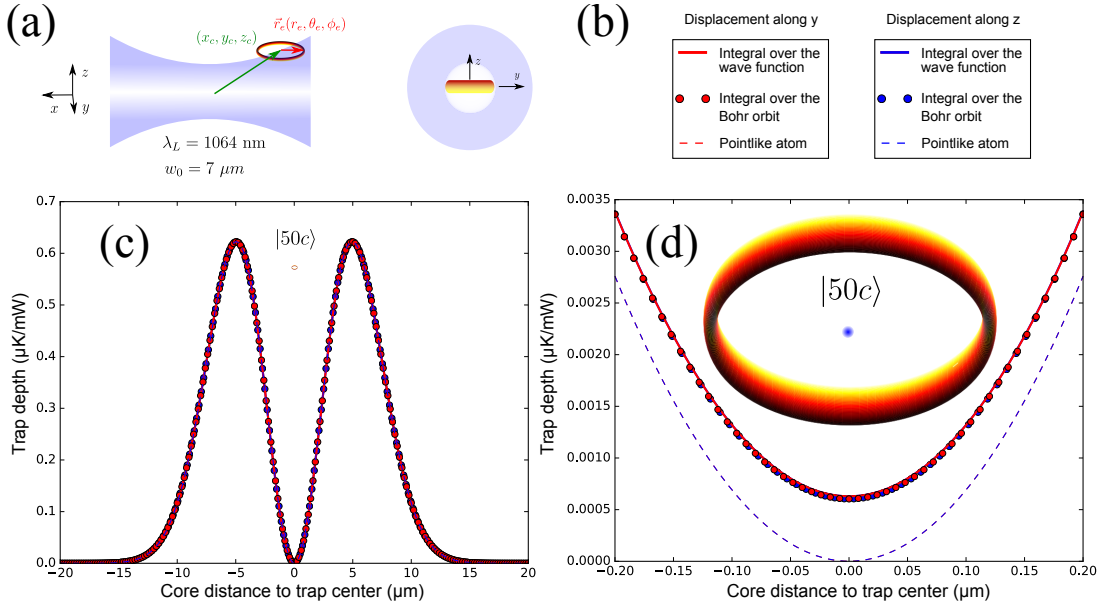 (a)
(x_c, y_c, z_c)
r⃗_e(r_e, θ_e, ϕ_e)
z
x
y
λ_L = 1064 nm
w_0 = 7 μm
z
y
(b)
Displacement along y
Integral over the
wave function
Integral over the
Bohr orbit
Pointlike atom
Displacement along z
Integral over the
wave function
Integral over the
Bohr orbit
Pointlike atom
(c)
|50c⟩
Trap depth (μK/mW)
0.7
0.6
0.5
0.4
0.3
0.2
0.1
0.0
−20
−15
−10
−5
0
5
10
15
20
Core distance to trap center (μm)
(d)
|50c⟩
Trap depth (μK/mW)
0.0035
0.0030
0.0025
0.0020
0.0015
0.0010
0.0005
0.0000
−0.20
−0.15
−0.10
−0.05
0.00
0.05
0.10
0.15
0.20
Core distance to trap center (μm)